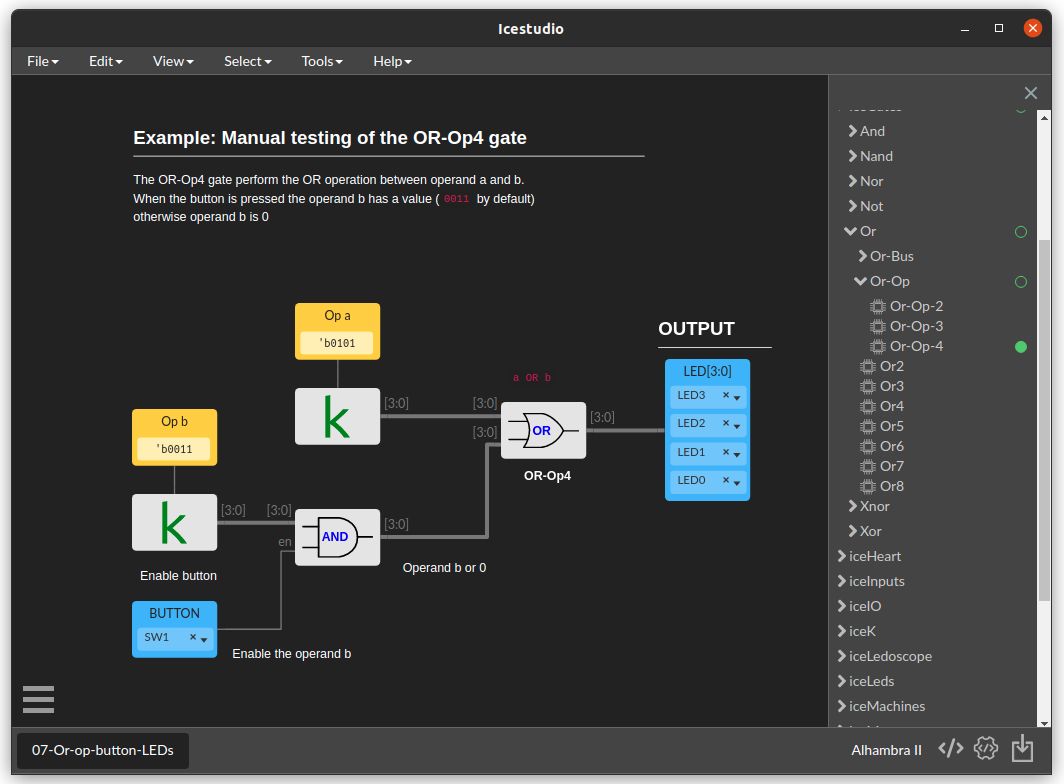 Icestudio
File
Edit
View
Select
Tools
Help
Example: Manual testing of the OR-Op4 gate
The OR-Op4 gate perform the OR operation between operand a and b.
When the button is pressed the operand b has a value ( 0011 by default)
otherwise operand b is 0
Op a
'b0101
k
[3:0]
[3:0]
[3:0]
a OR b
OR
[3:0]
OR-Op4
OUTPUT
LED[3:0]
LED3
LED2
LED1
LED0
Op b
'b0011
k
[3:0]
[3:0]
en
AND
[3:0]
Enable button
Operand b or 0
BUTTON
SW1
Enable the operand b
And
Nand
Nor
Not
Or
Or-Bus
Or-Op
Or-Op-2
Or-Op-3
Or-Op-4
Or2
Or3
Or4
Or5
Or6
Or7
Or8
Xnor
Xor
iceHeart
iceInputs
iceIO
iceK
iceLedoscope
iceLeds
iceMachines
07-Or-op-button-LEDs
Alhambra II